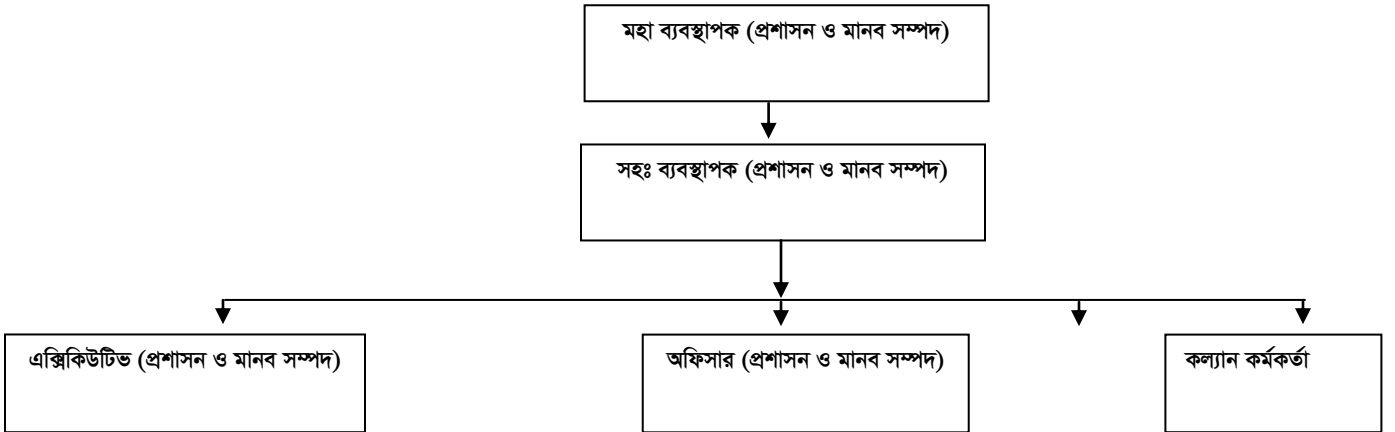 মহা ব্যবস্থাপক (প্রশাসন ও মানব সম্পদ)
সহঃ ব্যবস্থাপক (প্রশাসন ও মানব সম্পদ)
এক্সিকিউটিভ (প্রশাসন ও মানব সম্পদ)
অফিসার (প্রশাসন ও মানব সম্পদ)
কল্যান কর্মকর্তা